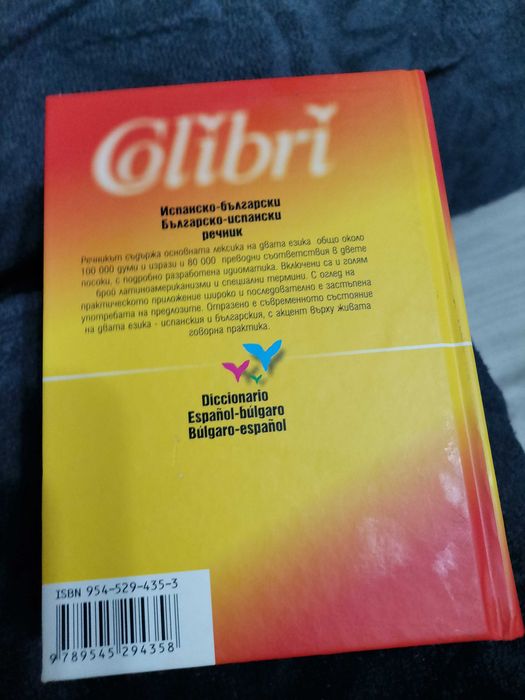 Colibri
Испанско-български
Българско-испански
речник
Речникът съдържа основната лексика на двата езика общо около
100 000 думи и изрази и 80 000 преводни съответствия в двете
посоки, с подробно разработена идиоматика. Включени са и голям
брой латиноамериканизми и специални термини. С оглед на
практическото приложение широко и последователно е застъпена
употребата на предлозите. Отразено е съвременното състояние
на двата езика - испанския и българския, с акцент върху живата
говорна практика.
Diccionario
Español-búlgaro
Búlgaro-español
ISBN 954-529-435-3
9 789545 294358